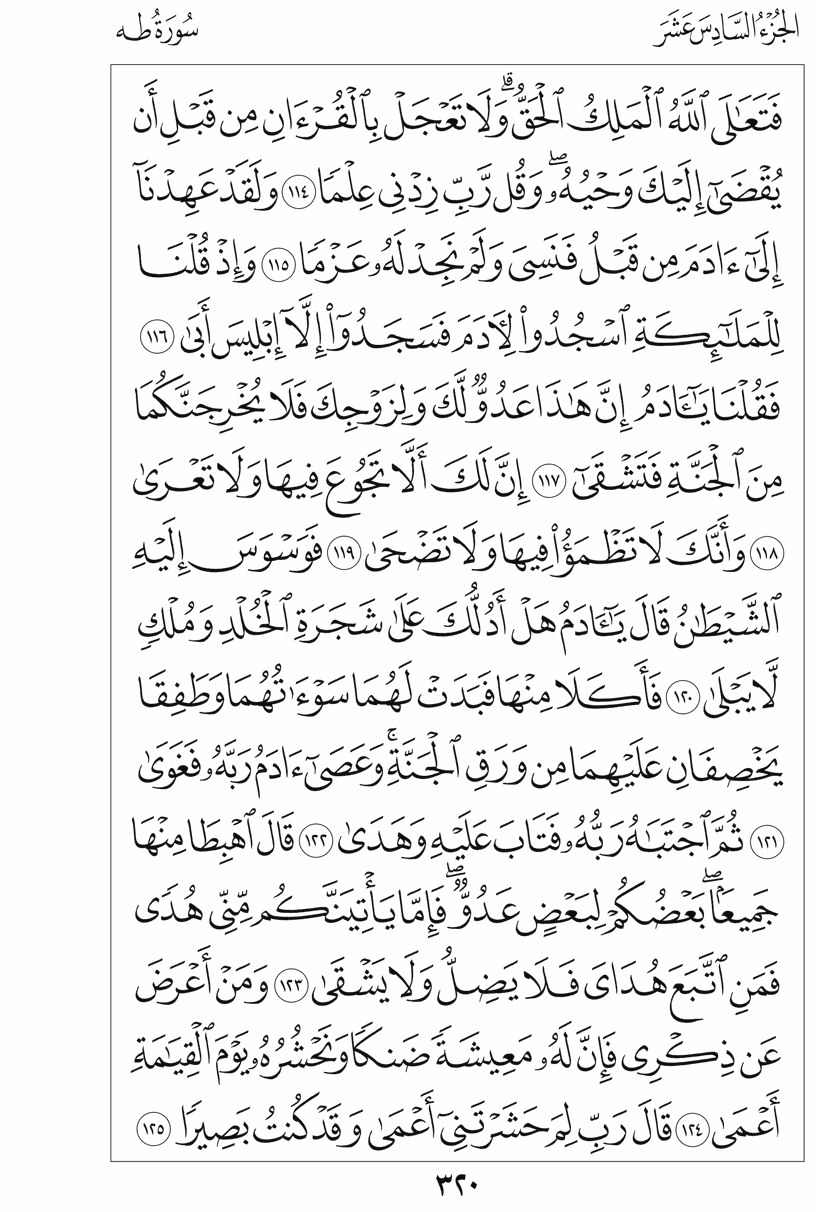 الجُزْءُ السَّادِسَ عَشَرَ
سُورَةُ طه
فَتَعَٰلَى ٱللَّهُ ٱلْمَلِكُ ٱلْحَقُّ ۗ وَلَا تَعْجَلْ بِٱلْقُرْءَانِ مِن قَبْلِ أَن
يُقْضَىٰٓ إِلَيْكَ وَحْيُهُۥ ۖ وَقُل رَّبِّ زِدْنِى عِلْمًا ١١٤ وَلَقَدْ عَهِدْنَآ
إِلَىٰٓ ءَادَمَ مِن قَبْلُ فَنَسِىَ وَلَمْ نَجِدْ لَهُۥ عَزْمًا ١١٥ وَإِذْ قُلْنَا
لِلْمَلَٰٓئِكَةِ ٱسْجُدُوا۟ لِءَادَمَ فَسَجَدُوٓا۟ إِلَّآ إِبْلِيسَ أَبَىٰ ١١٦
فَقُلْنَا يَٰٓـَٔادَمُ إِنَّ هَٰذَا عَدُوٌّ لَّكَ وَلِزَوْجِكَ فَلَا يُخْرِجَنَّكُمَا
مِنَ ٱلْجَنَّةِ فَتَشْقَىٰٓ ١١٧ إِنَّ لَكَ أَلَّا تَجُوعَ فِيهَا وَلَا تَعْرَىٰ
١١٨ وَأَنَّكَ لَا تَظْمَؤُا۟ فِيهَا وَلَا تَضْحَىٰ ١١٩ فَوَسْوَسَ إِلَيْهِ
ٱلشَّيْطَٰنُ قَالَ يَٰٓـَٔادَمُ هَلْ أَدُلُّكَ عَلَىٰ شَجَرَةِ ٱلْخُلْدِ وَمُلْكٍ
لَّا يَبْلَىٰ ١٢٠ فَأَكَلَا مِنْهَا فَبَدَتْ لَهُمَا سَوْءَٰتُهُمَا وَطَفِقَا
يَخْصِفَانِ عَلَيْهِمَا مِن وَرَقِ ٱلْجَنَّةِ ۚ وَعَصَىٰٓ ءَادَمُ رَبَّهُۥ فَغَوَىٰ
١٢١ ثُمَّ ٱجْتَبَٰهُ رَبُّهُۥ فَتَابَ عَلَيْهِ وَهَدَىٰ ١٢٢ قَالَ ٱهْبِطَا مِنْهَا
جَمِيعًۢا ۖ بَعْضُكُمْ لِبَعْضٍ عَدُوٌّ ۖ فَإِمَّا يَأْتِيَنَّكُم مِّنِّى هُدًى
فَمَنِ ٱتَّبَعَ هُدَاىَ فَلَا يَضِلُّ وَلَا يَشْقَىٰ ١٢٣ وَمَنْ أَعْرَضَ
عَن ذِكْرِى فَإِنَّ لَهُۥ مَعِيشَةً ضَنكًا وَنَحْشُرُهُۥ يَوْمَ ٱلْقِيَٰمَةِ
أَعْمَىٰ ١٢٤ قَالَ رَبِّ لِمَ حَشَرْتَنِىٓ أَعْمَىٰ وَقَدْ كُنتُ بَصِيرًا ١٢٥
٣٢٠